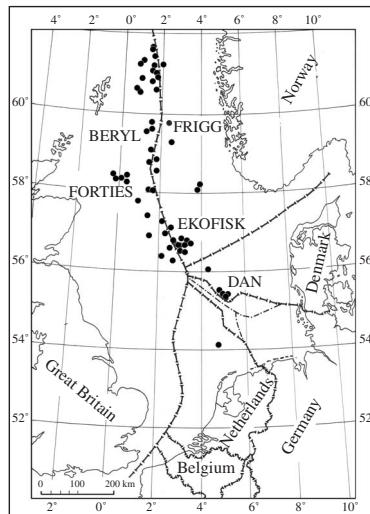 4° 2° 0° 2° 4° 6° 8° 10°
60°
60°
Norway
BERYL
FRIGG
FORTIES
58°
58°
EKOFISK
56°
56°
DAN
Denmark
54°
54°
Great Britain
Netherlands
Germany
52°
52°
Belgium
0 100 200 km
2° 0° 2° 4° 6° 8° 10°